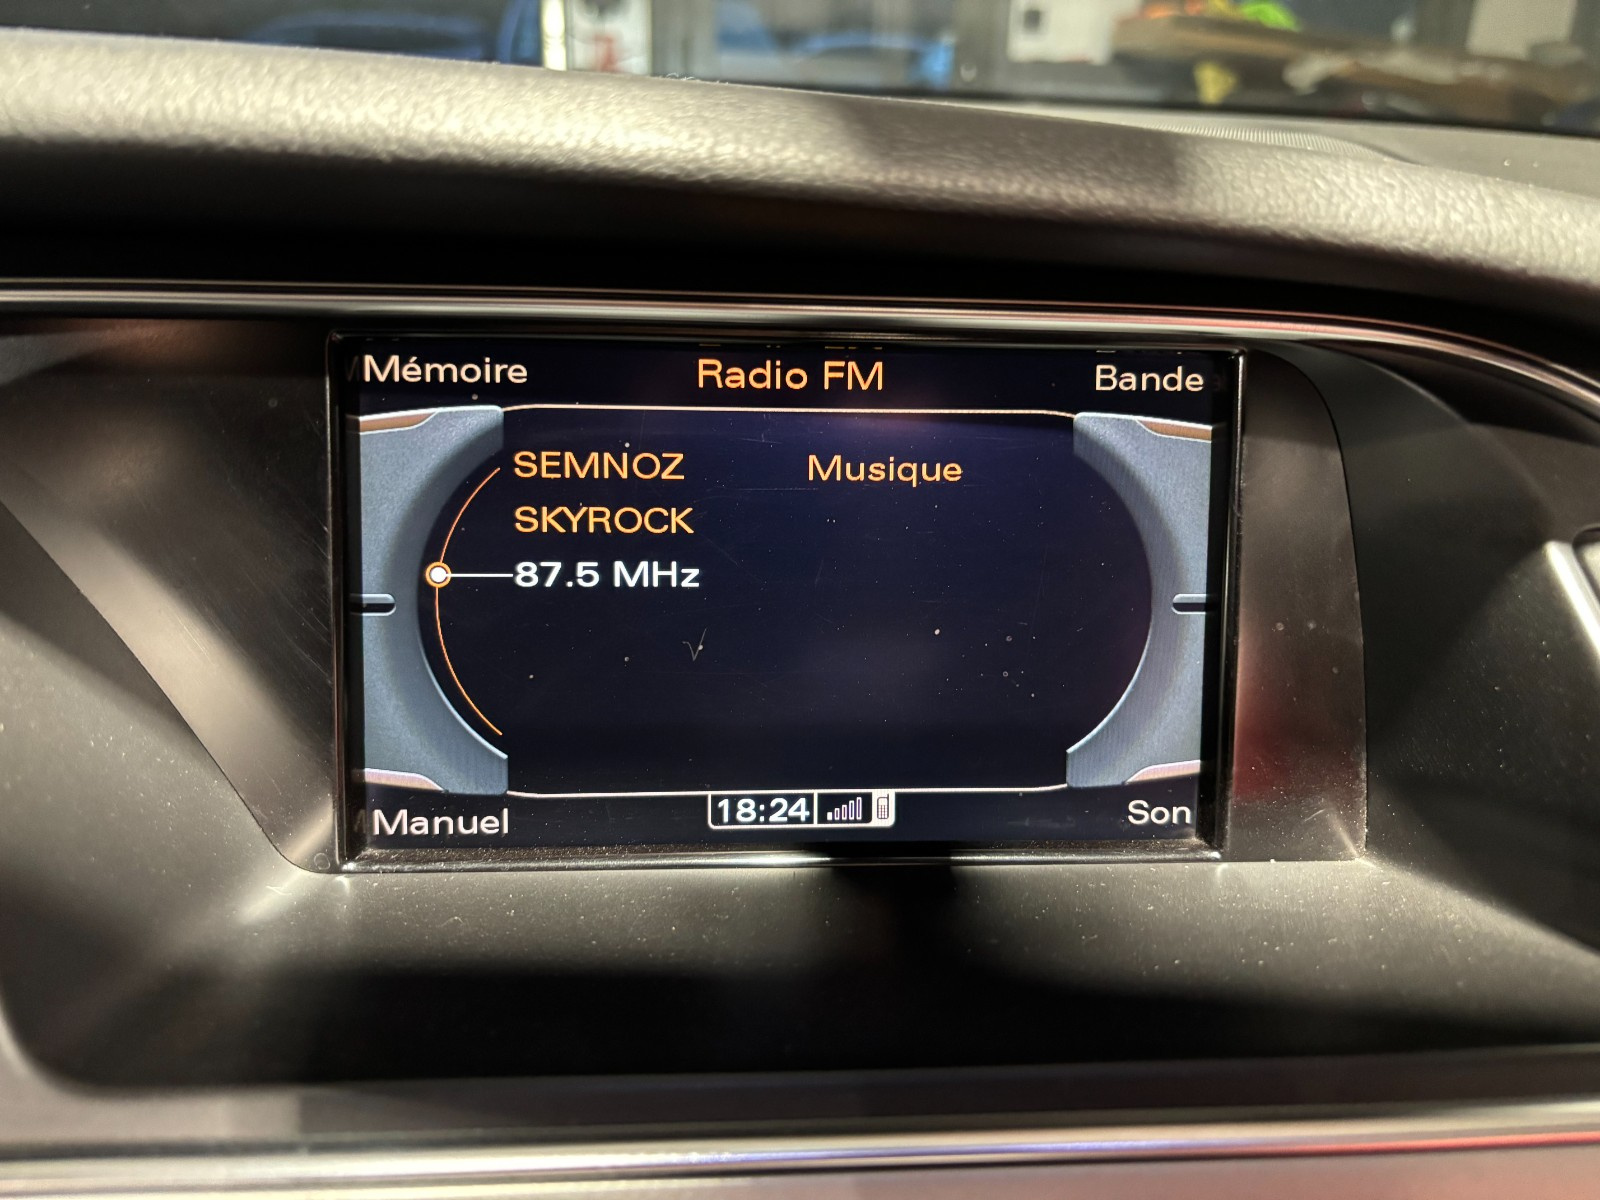 Mémoire
Radio FM
Bande
SEMNOZ
Musique
SKYROCK
87.5 MHz
Manuel
18:24
Son